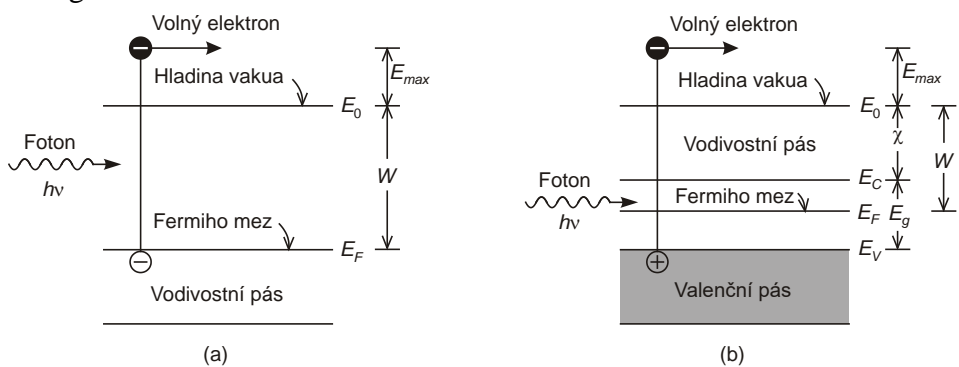 Volný elektron
Hladina vakua
E_max
E_0
Foton
hν
W
Fermiho mez
E_F
Vodivostní pás
(a)
Volný elektron
Hladina vakua
E_max
E_0
Vodivostní pás
χ
W
Foton
hν
E_C
Fermiho mez
E_F
E_g
E_V
Valenční pás
(b)